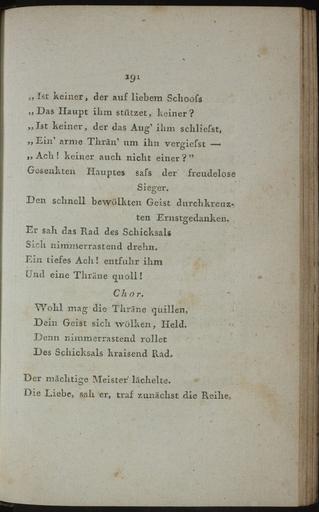 191
„Ist keiner, der auf liebem Schoofs
„Das Haupt ihm stützet, keiner?
„Ist keiner, der das Aug' ihm schliefst,
„Ein' arme Thrän' um ihn vergiefst —
„Ach! keiner auch nicht einer?"
Gosenkten Hauptes safs der freudelose
Sieger.
Den schnell bewölkten Geist durchkreuz-
ten Ernstgedanken.
Er sah das Rad des Schicksals
Sich nimmerrastend drehn.
Ein tiefes Ach! entfuhr ihm
Und eine Thräne quoll!
Chor.
Wohl mag die Thräne quillen,
Dein Geist sich wölken, Held.
Denn nimmerrastend rollet
Des Schicksals kraisend Rad.
Der mächtige Meister lächelte.
Die Liebe, sah er, traf zunächst die Reihe.